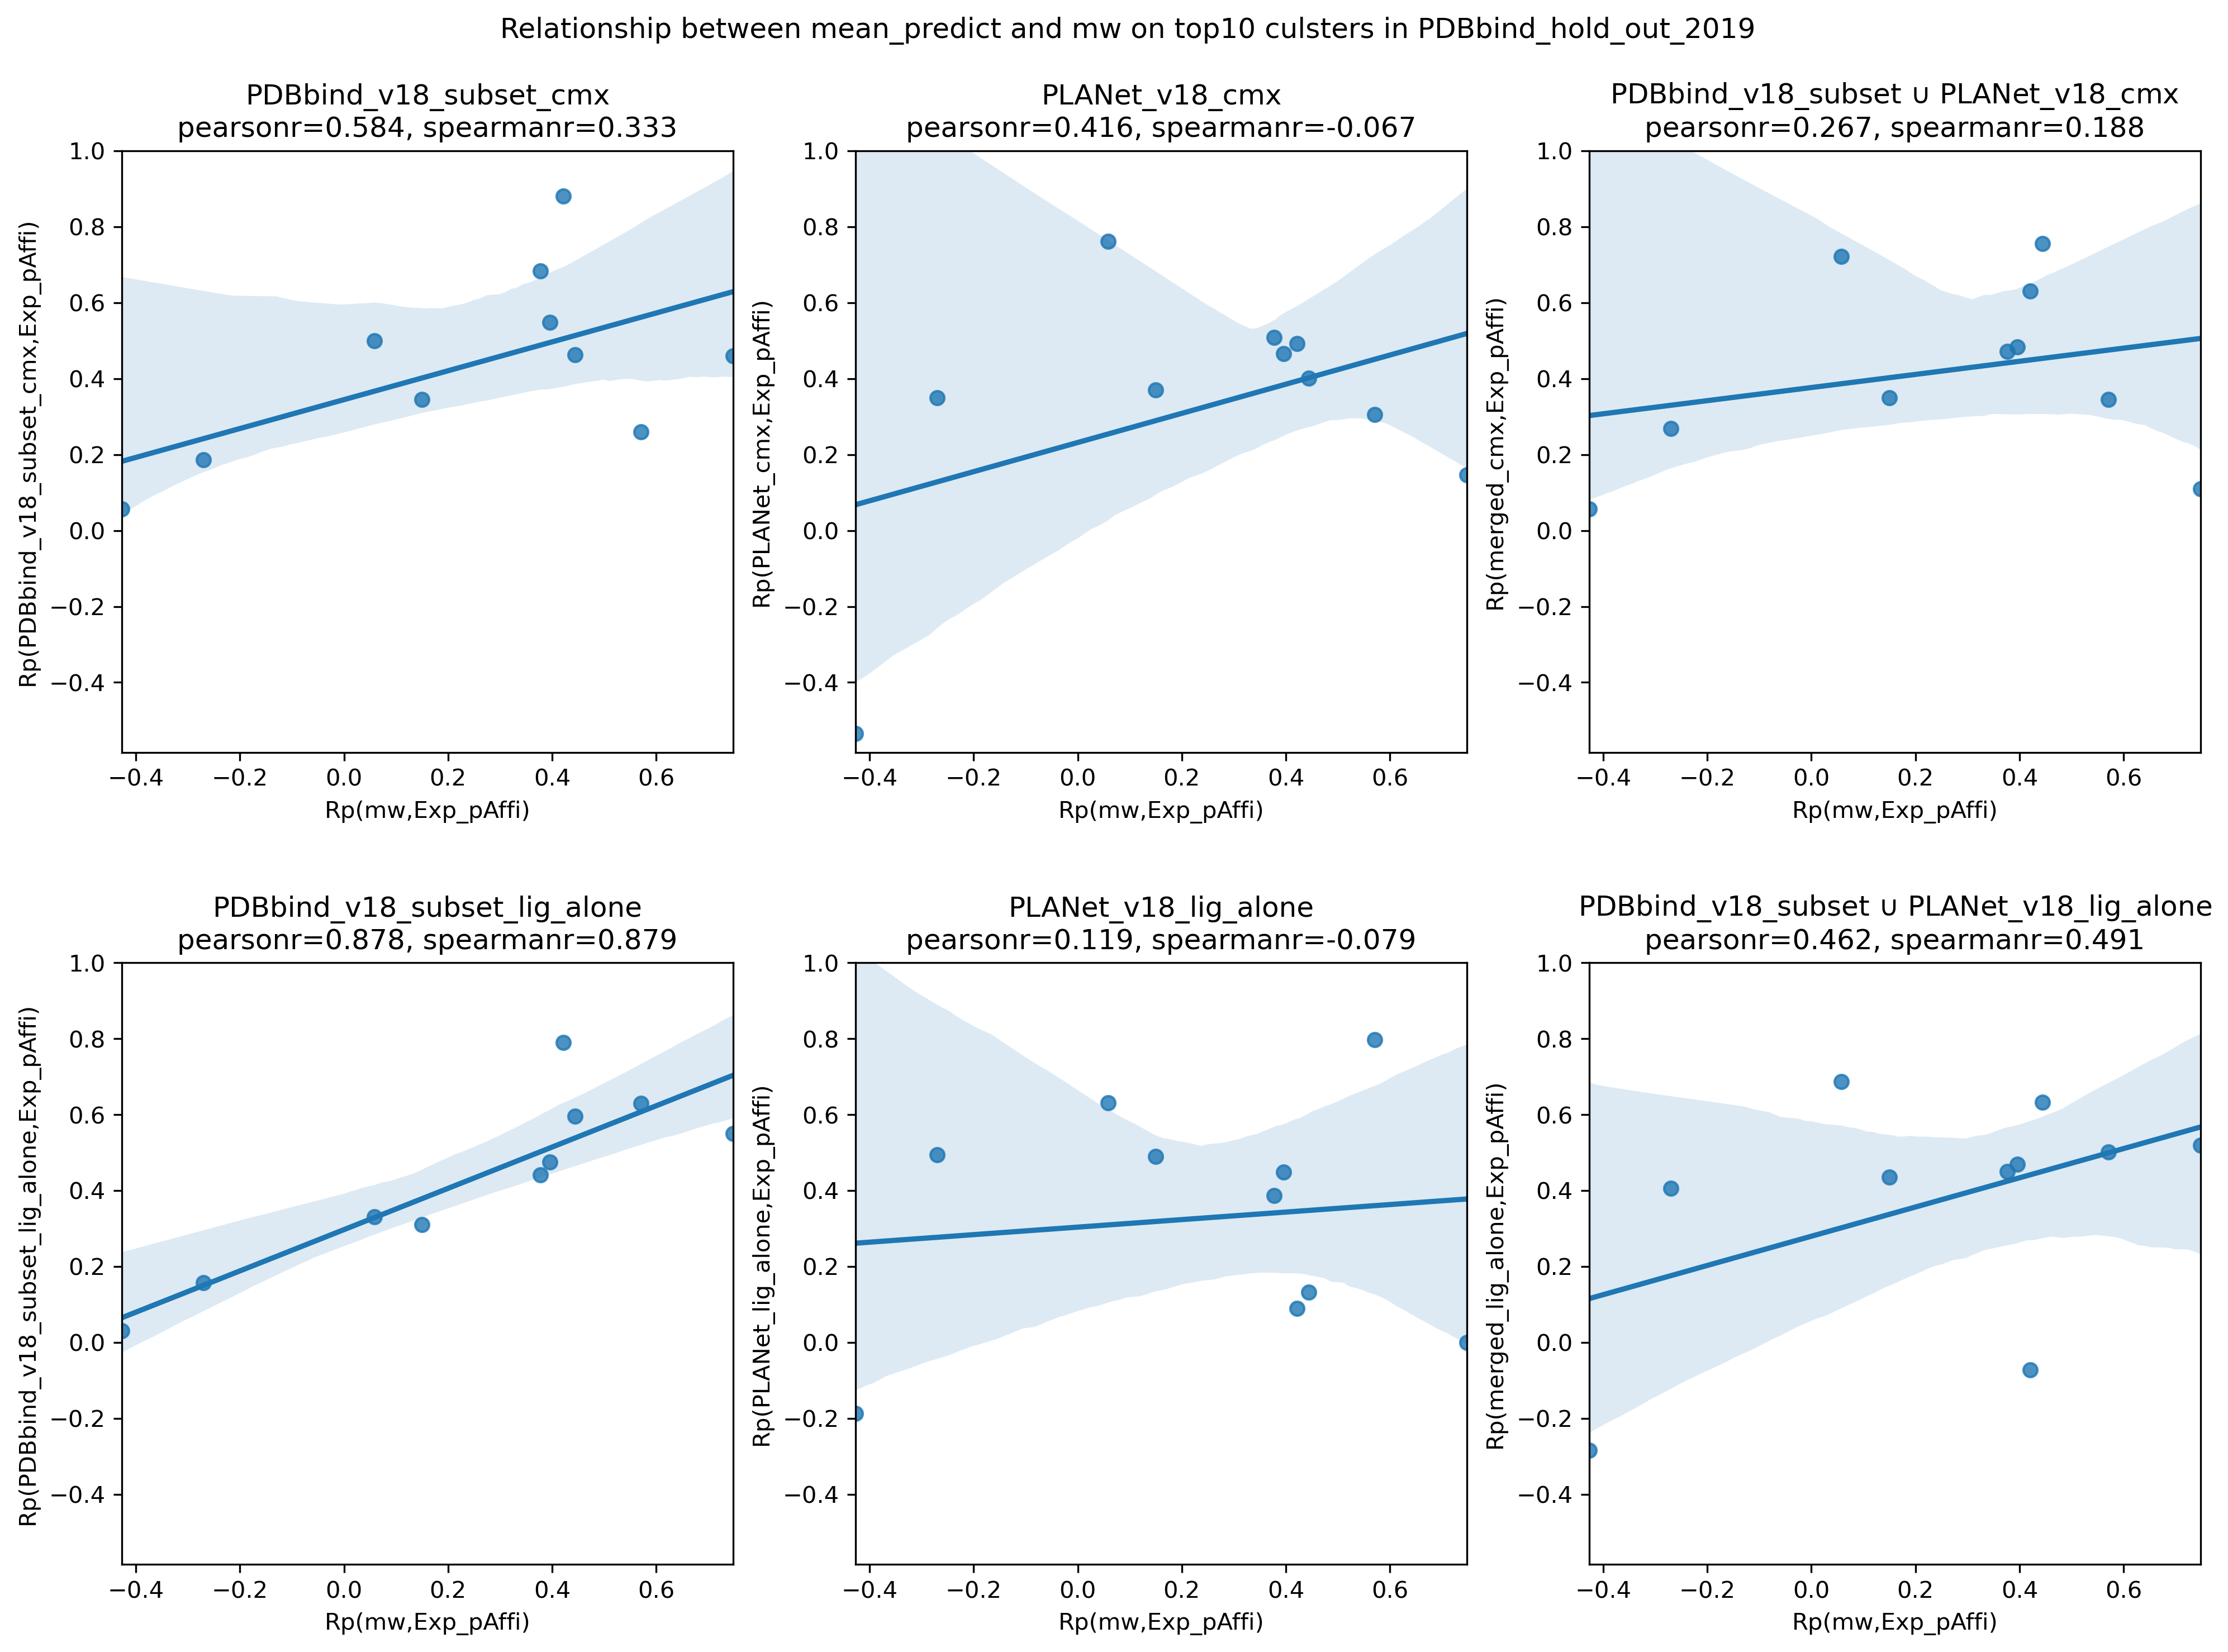 Relationship between mean_predict and mw on top10 culsters in PDBbind_hold_out_2019
PDBbind_v18_subset_cmx
pearsonr=0.584, spearmanr=0.333
Rp(PDBbind_v18_subset_cmx,Exp_pAffi)
1.0
0.8
0.6
0.4
0.2
0.0
−0.2
−0.4
−0.4 −0.2 0.0 0.2 0.4 0.6
Rp(mw,Exp_pAffi)
PLANet_v18_cmx
pearsonr=0.416, spearmanr=-0.067
Rp(PLANet_cmx,Exp_pAffi)
1.0
0.8
0.6
0.4
0.2
0.0
−0.2
−0.4
−0.4 −0.2 0.0 0.2 0.4 0.6
Rp(mw,Exp_pAffi)
PDBbind_v18_subset ∪ PLANet_v18_cmx
pearsonr=0.267, spearmanr=0.188
Rp(merged_cmx,Exp_pAffi)
1.0
0.8
0.6
0.4
0.2
0.0
−0.2
−0.4
−0.4 −0.2 0.0 0.2 0.4 0.6
Rp(mw,Exp_pAffi)
PDBbind_v18_subset_lig_alone
pearsonr=0.878, spearmanr=0.879
Rp(PDBbind_v18_subset_lig_alone,Exp_pAffi)
1.0
0.8
0.6
0.4
0.2
0.0
−0.2
−0.4
−0.4 −0.2 0.0 0.2 0.4 0.6
Rp(mw,Exp_pAffi)
PLANet_v18_lig_alone
pearsonr=0.119, spearmanr=-0.079
Rp(PLANet_lig_alone,Exp_pAffi)
1.0
0.8
0.6
0.4
0.2
0.0
−0.2
−0.4
−0.4 −0.2 0.0 0.2 0.4 0.6
Rp(mw,Exp_pAffi)
PDBbind_v18_subset ∪ PLANet_v18_lig_alone
pearsonr=0.462, spearmanr=0.491
Rp(merged_lig_alone,Exp_pAffi)
1.0
0.8
0.6
0.4
0.2
0.0
−0.2
−0.4
−0.4 −0.2 0.0 0.2 0.4 0.6
Rp(mw,Exp_pAffi)